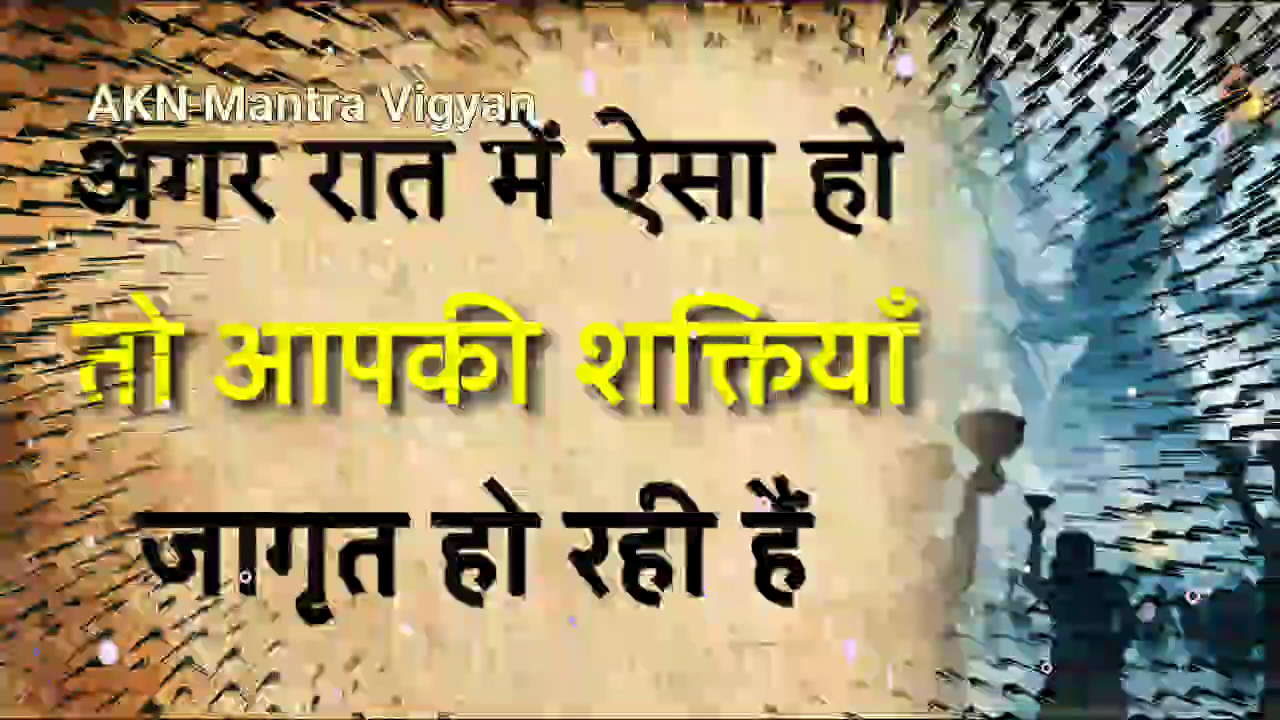 AKN Mantra Vigyan
अगर रात में ऐसा हो
तो आपकी शक्तियाँ
जागृत हो रही हैं